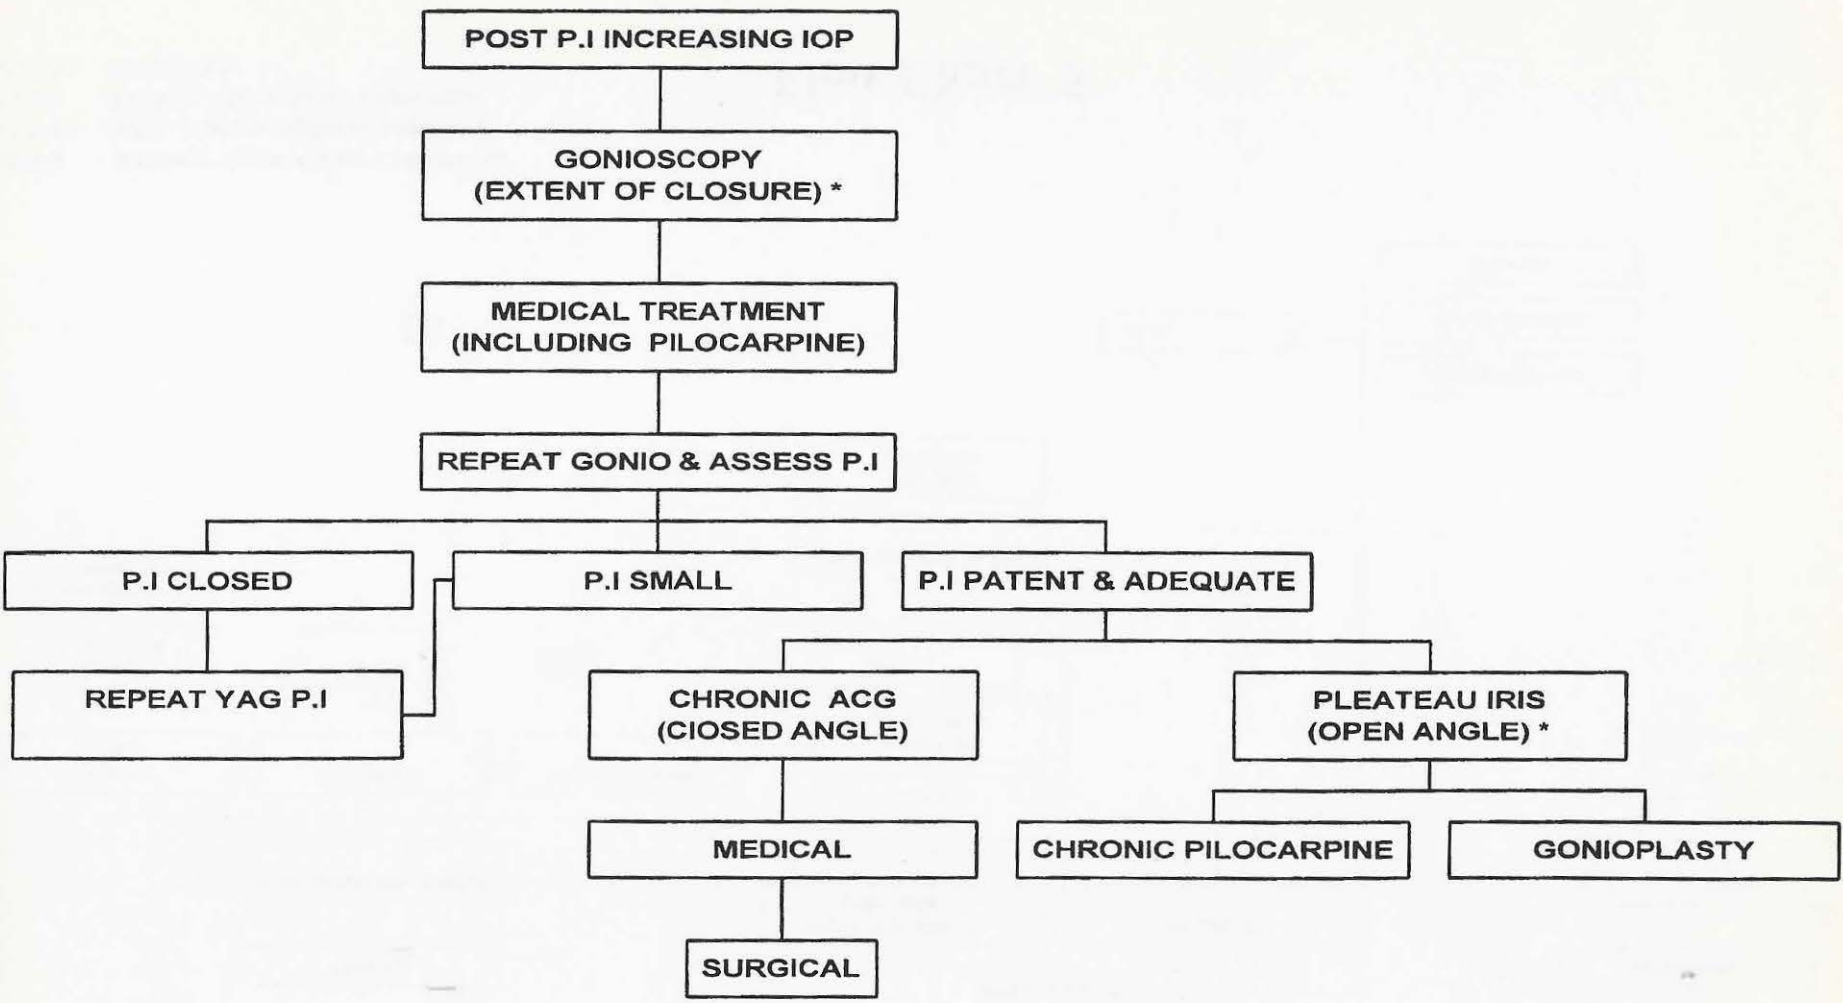 POST P.I INCREASING IOP
GONIOSCOPY
(EXTENT OF CLOSURE) *
MEDICAL TREATMENT
(INCLUDING PILOCARPINE)
REPEAT GONIO & ASSESS P.I
P.I CLOSED
P.I SMALL
P.I PATENT & ADEQUATE
REPEAT YAG P.I
CHRONIC ACG
(ClOSED ANGLE)
PLEATEAU IRIS
(OPEN ANGLE) *
MEDICAL
CHRONIC PILOCARPINE
GONIOPLASTY
SURGICAL